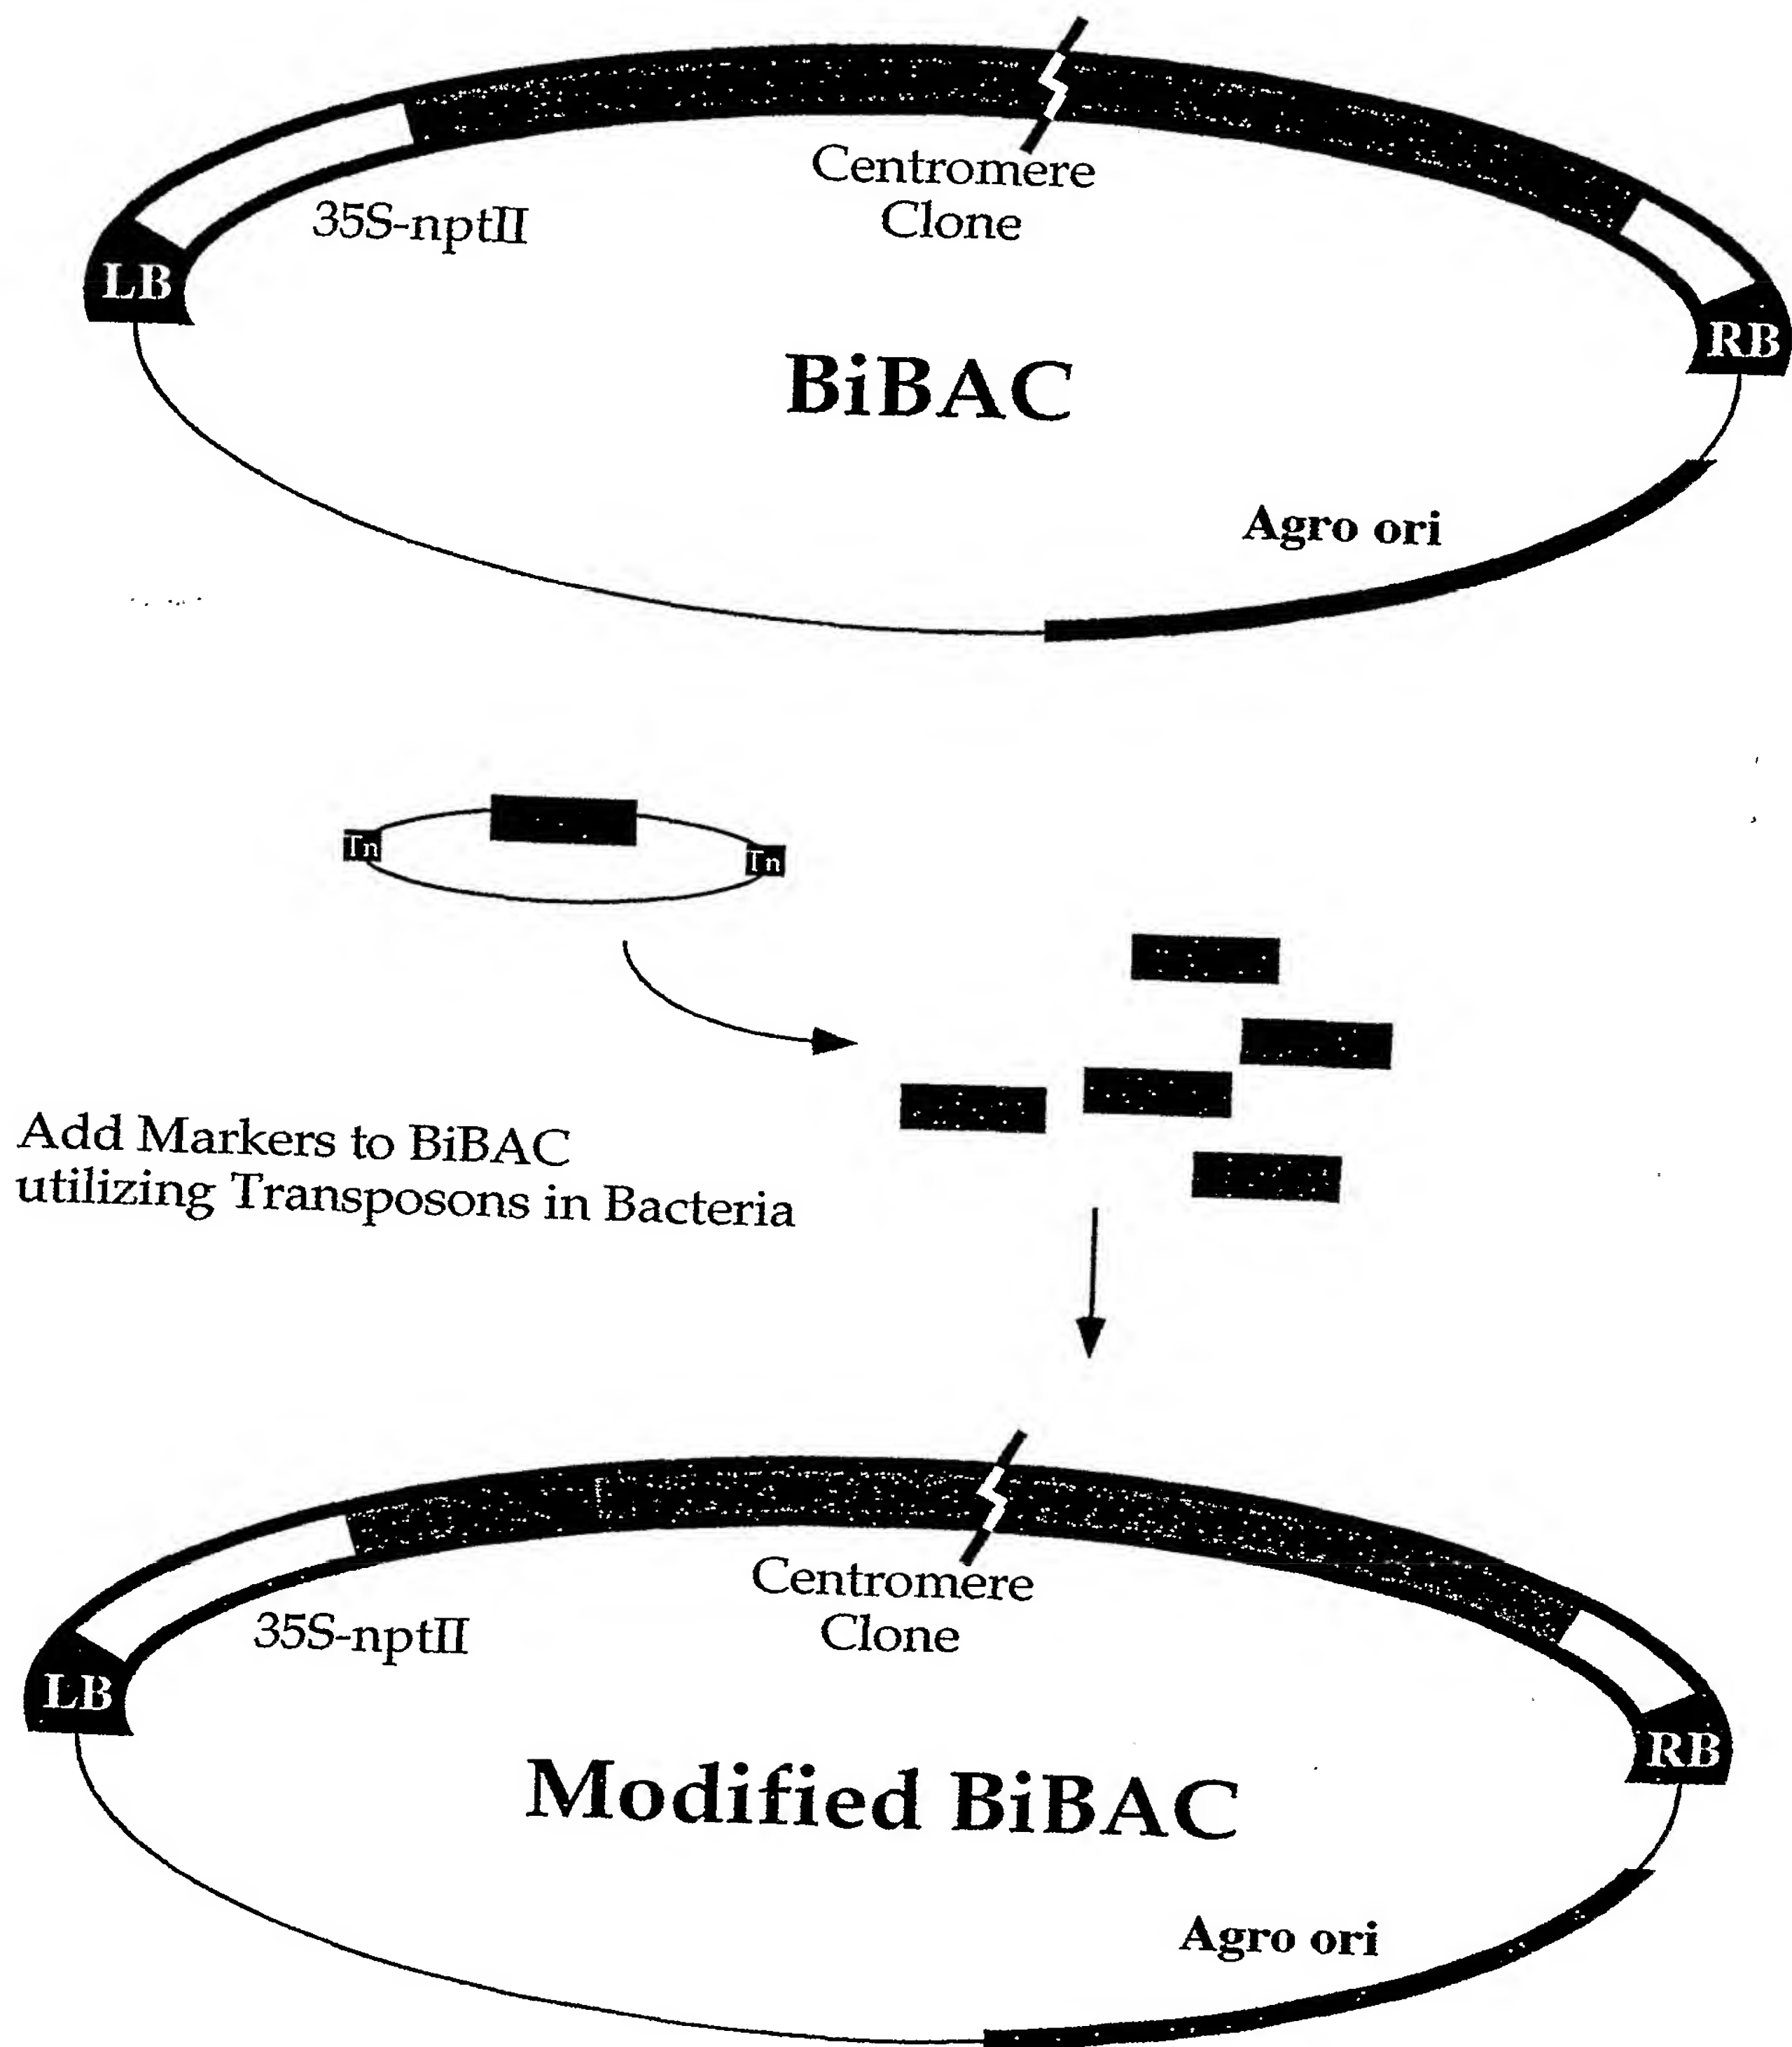 Centromere
Clone
35S-nptII
LB
RB
BiBAC
Agro ori
Tn
Tn
Add Markers to BiBAC
utilizing Transposons in Bacteria
Centromere
Clone
35S-nptII
LB
RB
Modified BiBAC
Agro ori